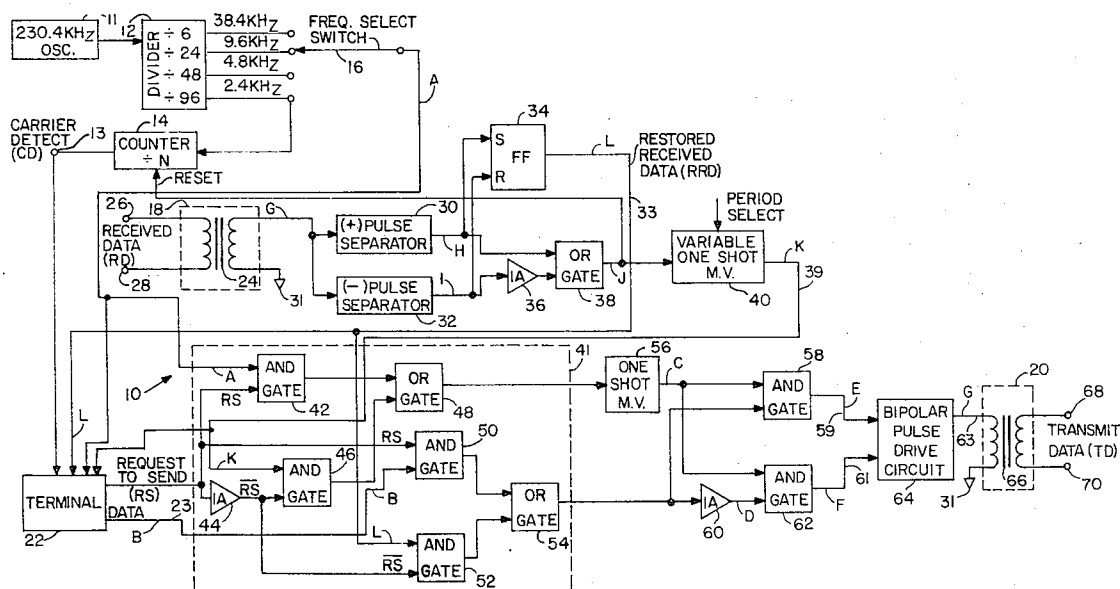 11
230.4KHZ
OSC.
12
DIVIDER
÷ 6
÷ 24
÷ 48
÷ 96
38.4KHZ
9.6KHZ
4.8KHZ
2.4KHZ
FREQ. SELECT
SWITCH
16
A
CARRIER
DETECT
(CD)
13
14
COUNTER
÷ N
RESET
34
S
FF
R
L
RESTORED
RECEIVED
DATA (RRD)
33
26
18
RECEIVED
DATA
(RD)
28
24
G
31
30
(+) PULSE
SEPARATOR
H
(-) PULSE
SEPARATOR
32
I
IA
36
OR
GATE
38
J
PERIOD
SELECT
VARIABLE
ONE SHOT
M.V.
40
K
39
10
41
A
RS
AND
GATE
42
OR
GATE
48
56
ONE
SHOT
M.V.
C
58
AND
GATE
E
59
20
68
G
63
BIPOLAR
PULSE
DRIVE
CIRCUIT
64
31
66
TRANSMIT
DATA (TD)
70
L
K
RS
50
AND
GATE
46
AND
GATE
B
REQUEST
TO SEND
(RS)
IA
44
RS
TERMINAL
22
DATA
23
B
OR
GATE
54
L
AND
GATE
RS
52
IA
60
D
AND
GATE
62
61
F